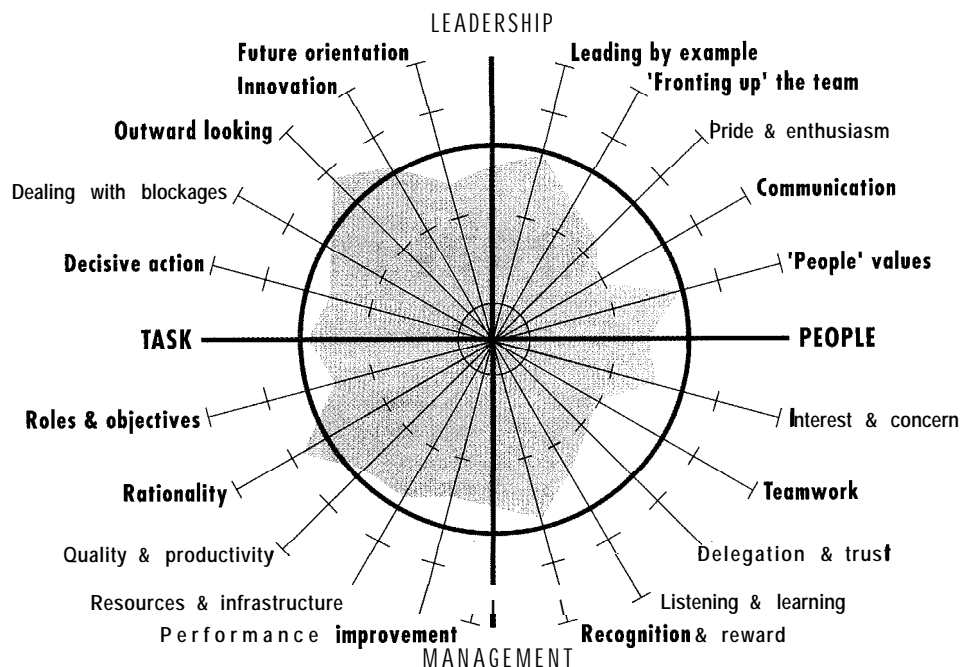 LEADERSHIP
Future orientation
Leading by example
Innovation
'Fronting up' the team
Outward looking
Pride & enthusiasm
Dealing with blockages
Communication
Decisive action
'People' values
TASK
PEOPLE
Roles & objectives
Interest & concern
Rationality
Teamwork
Quality & productivity
Delegation & trust
Resources & infrastructure
Listening & learning
Performance improvement
Recognition & reward
MANAGEMENT